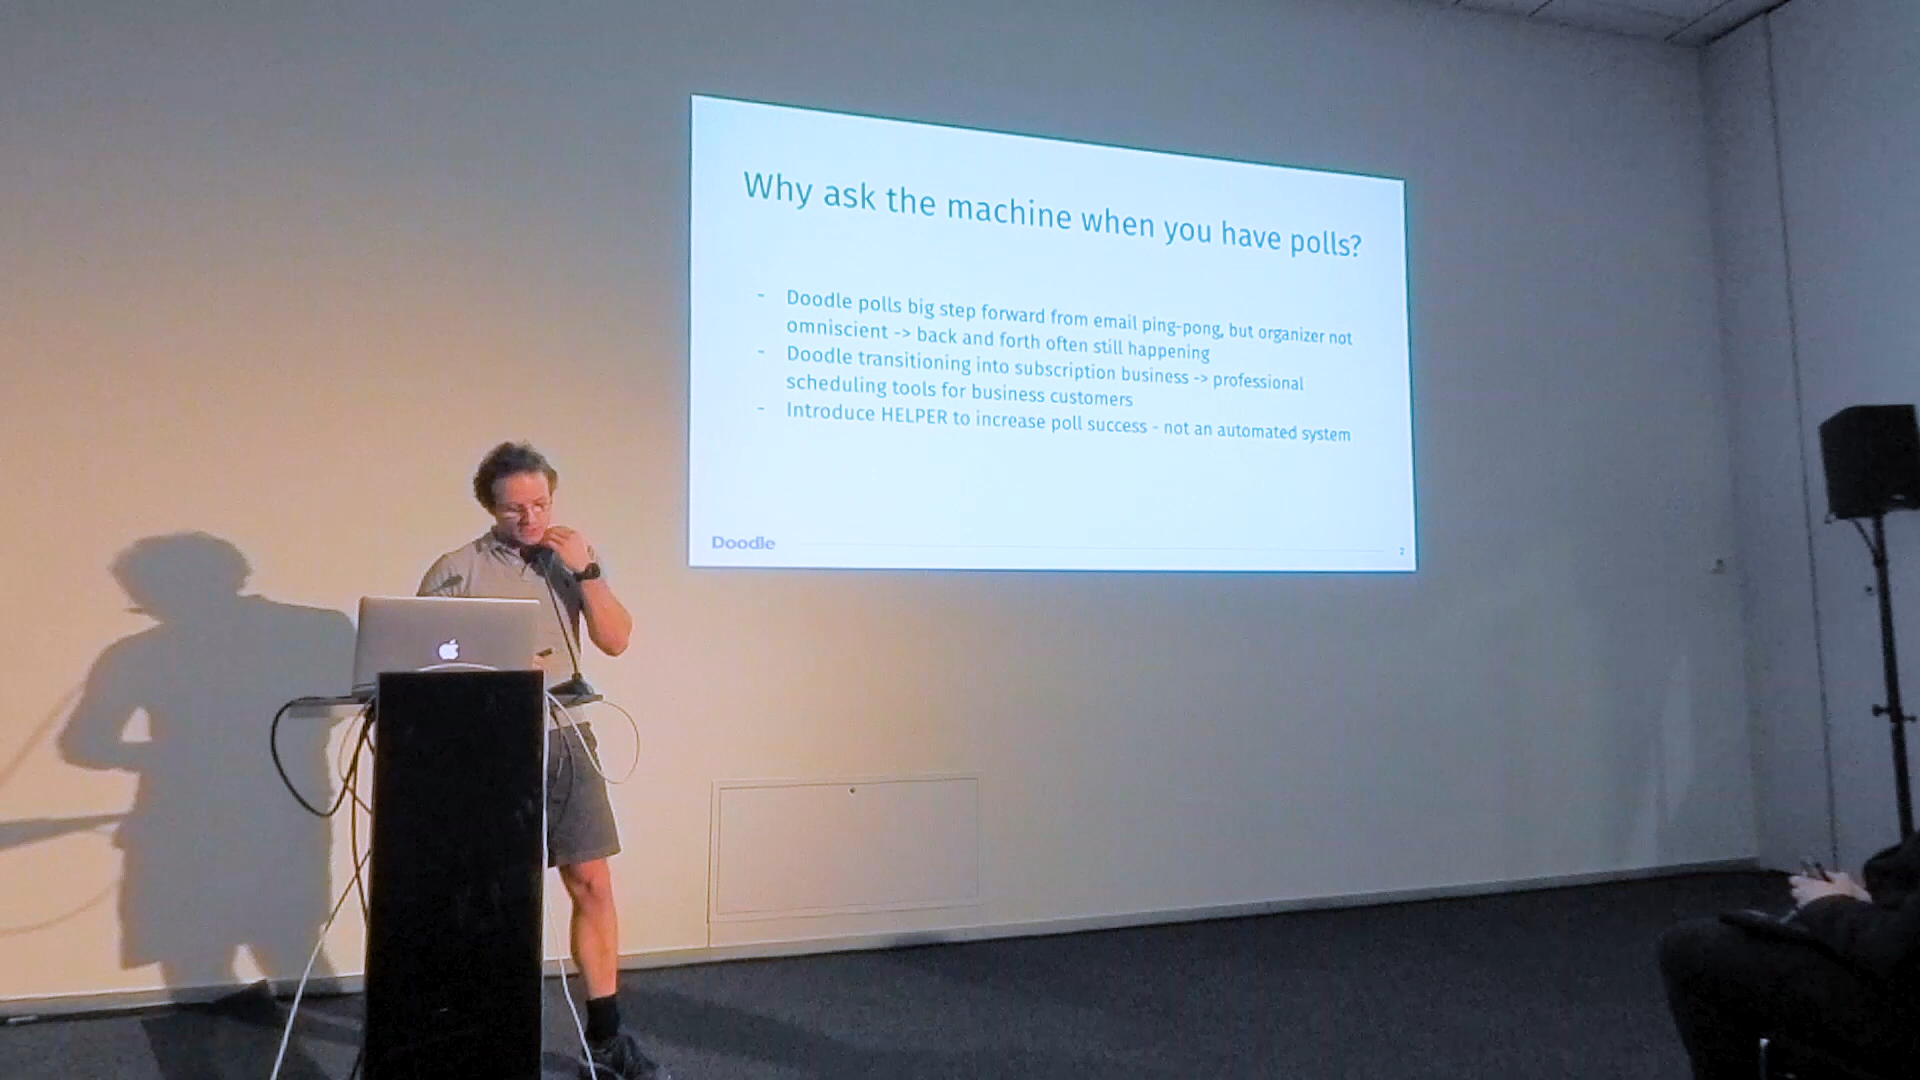 Why ask the machine when you have polls?
- Doodle polls big step forward from email ping-pong, but organizer not
omniscient -> back and forth often still happening
- Doodle transitioning into subscription business -> professional
scheduling tools for business customers
- Introduce HELPER to increase poll success - not an automated system
Doodle
2